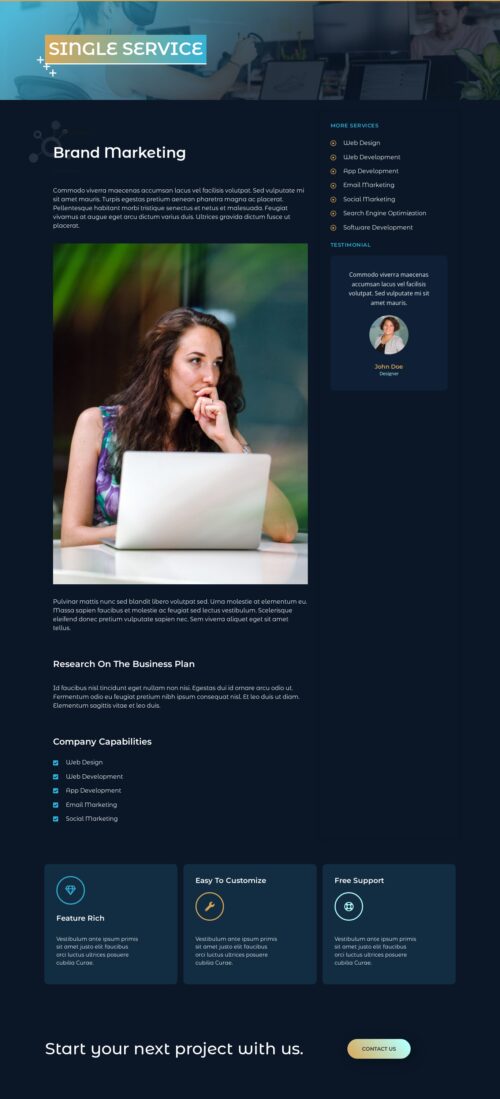 SINGLE SERVICE
Brand Marketing
Commodo viverra maecenas accumsan lacus vel facilisis volutpat. Sed vulputate mi
sit amet mauris. Turpis egestas pretium aenean pharetra magna ac placerat.
Pellentesque habitant morbi tristique senectus et netus et malesuada. Feugiat
vivamus at augue eget arcu dictum varius duis. Ultrices gravida dictum fusce ut
placerat.
Pulvinar mattis nunc sed blandit libero volutpat sed. Urna molestie at elementum eu.
Massa sapien faucibus et molestie ac feugiat sed lectus vestibulum. Scelerisque
eleifend donec pretium vulputate sapien nec. Sem viverra aliquet eget sit amet
tellus.
Research On The Business Plan
Id faucibus nisl tincidunt eget nullam non nisi. Egestas dui id ornare arcu odio ut.
Fermentum odio eu feugiat pretium nibh ipsum consequat nisl. Et leo duis ut diam.
Elementum sagittis vitae et leo duis.
Company Capabilities
Web Design
Web Development
App Development
Email Marketing
Social Marketing
MORE SERVICES
Web Design
Web Development
App Development
Email Marketing
Social Marketing
Search Engine Optimization
Software Development
TESTIMONIAL
Commodo viverra maecenas
accumsan lacus vel facilisis
volutpat. Sed vulputate mi sit
amet mauris.
John Doe
Designer
Feature Rich
Vestibulum ante ipsum primis
sit amet justo elit faucibus
orci luctus ultrices posuere
cubilia Curae.
Easy To Customize
Vestibulum ante ipsum primis
sit amet justo elit faucibus
orci luctus ultrices posuere
cubilia Curae.
Free Support
Vestibulum ante ipsum primis
sit amet justo elit faucibus
orci luctus ultrices posuere
cubilia Curae.
Start your next project with us.
CONTACT US